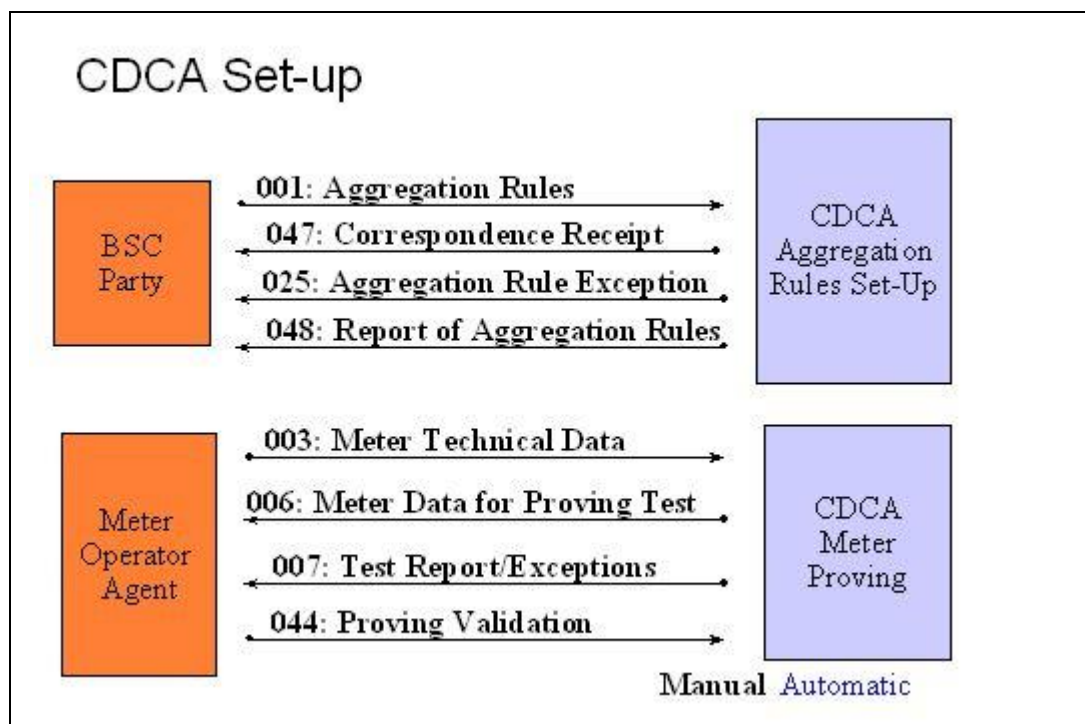 CDCA Set-up
BSC
Party
001: Aggregation Rules
047: Correspondence Receipt
025: Aggregation Rule Exception
048: Report of Aggregation Rules
CDCA
Aggregation
Rules Set-Up
Meter
Operator
Agent
003: Meter Technical Data
006: Meter Data for Proving Test
007: Test Report/Exceptions
044: Proving Validation
CDCA
Meter
Proving
Manual Automatic